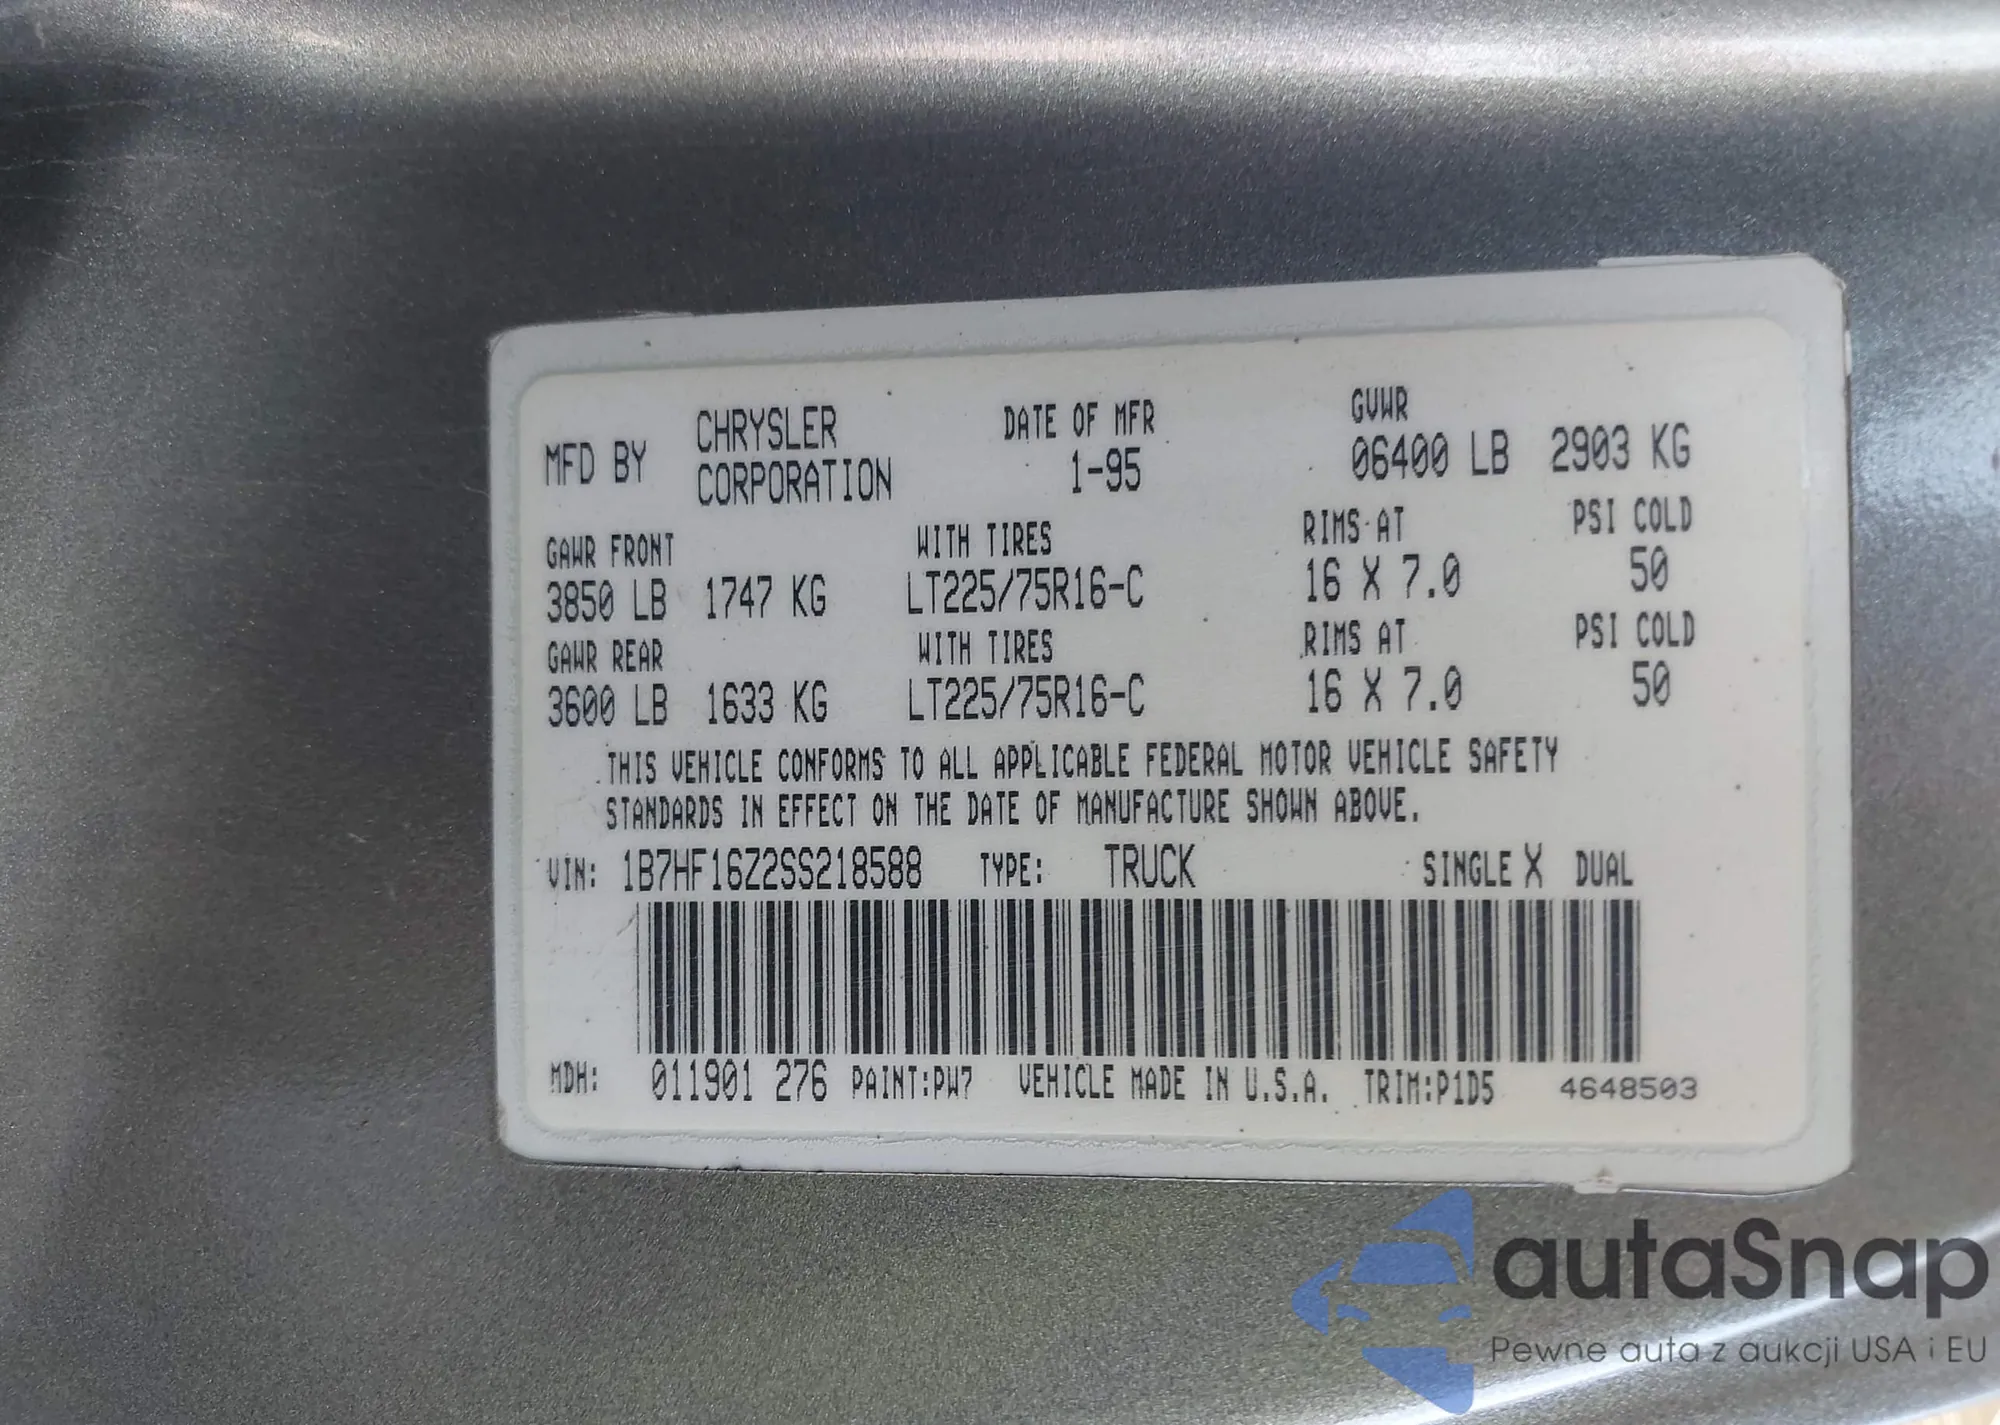 MFD BY CHRYSLER CORPORATION DATE OF MFR 1-95 GVWR 06400 LB 2903 KG
GAWR FRONT WITH TIRES RIMS AT PSI COLD
3850 LB 1747 KG LT225/75R16-C 16 X 7.0 50
GAWR REAR WITH TIRES RIMS AT PSI COLD
3600 LB 1633 KG LT225/75R16-C 16 X 7.0 50
THIS VEHICLE CONFORMS TO ALL APPLICABLE FEDERAL MOTOR VEHICLE SAFETY
STANDARDS IN EFFECT ON THE DATE OF MANUFACTURE SHOWN ABOVE.
VIN: 1B7HF16Z2SS218588 TYPE: TRUCK SINGLE X DUAL
MDH: 011901 276 PAINT:PW7 VEHICLE MADE IN U.S.A. TRIM:P1D5 4648503
autaSnap
Pewne auta z aukcji USA i EU